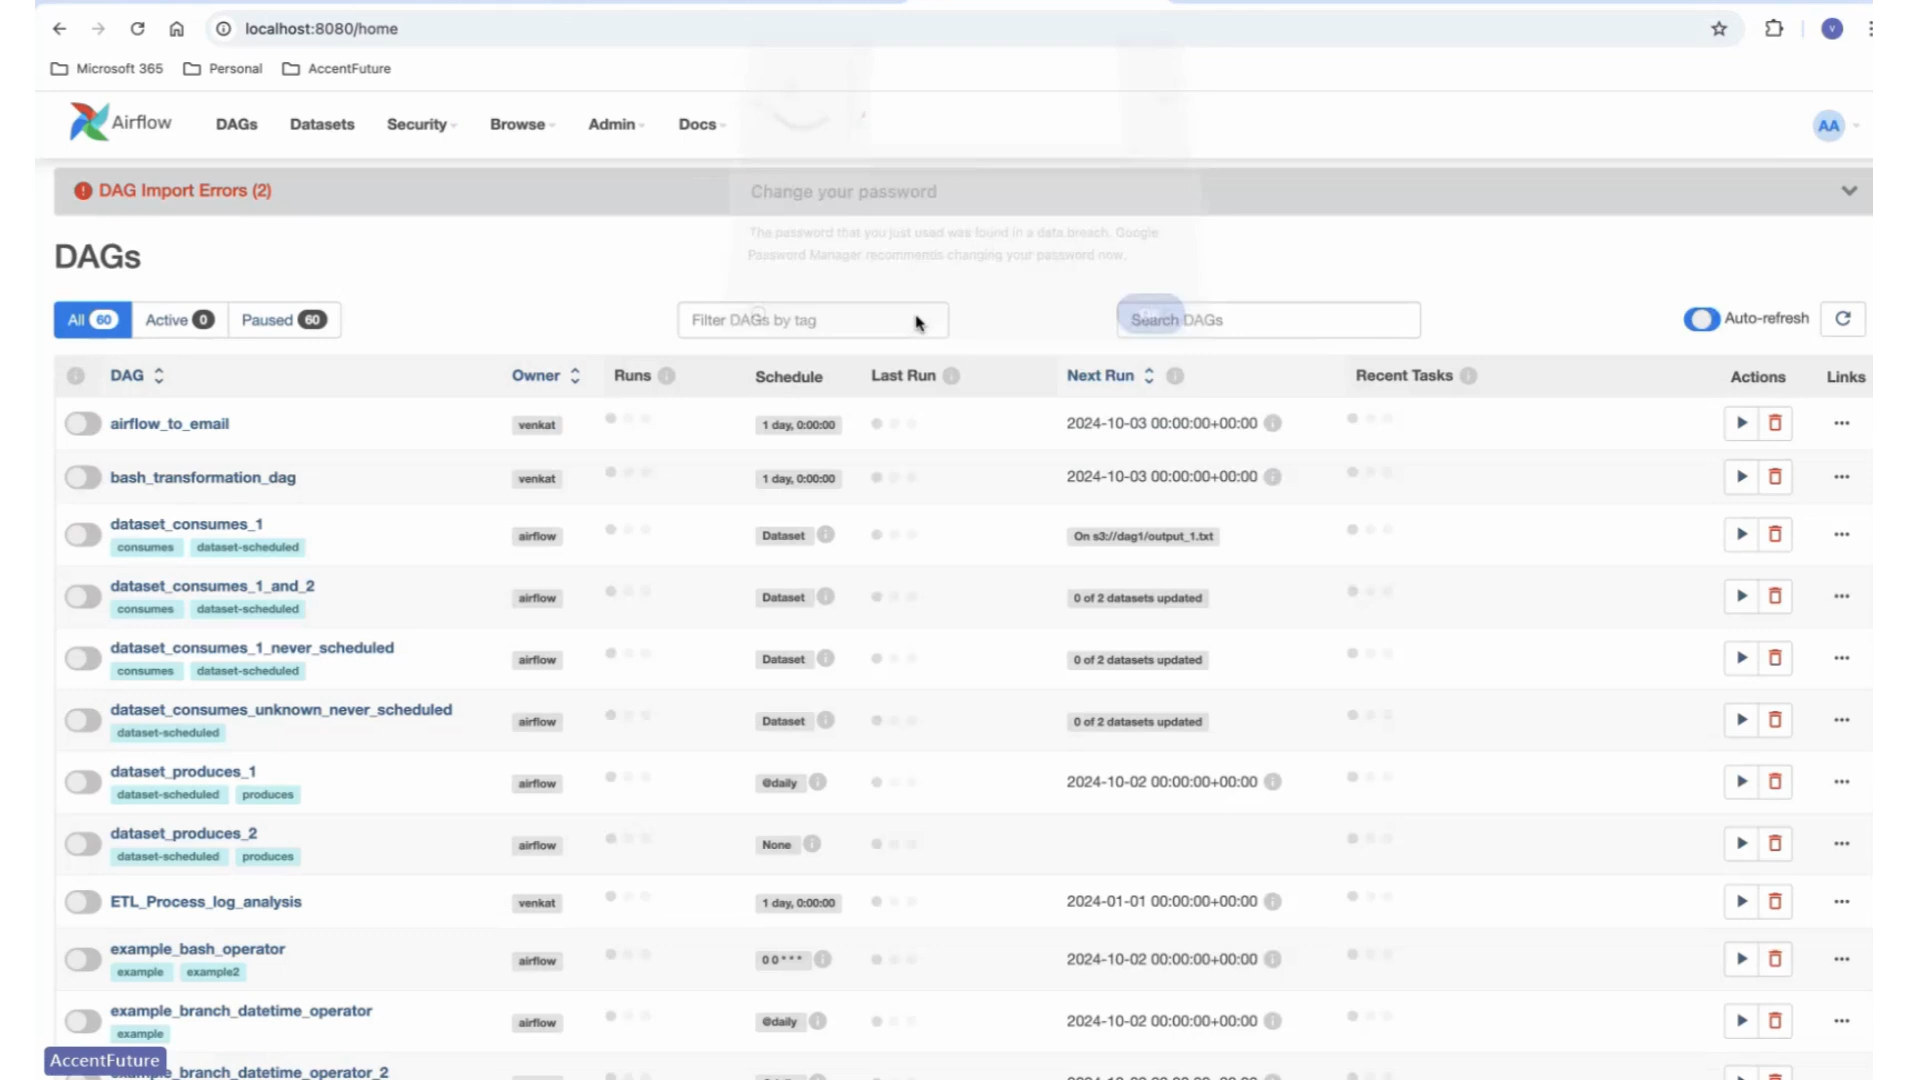 localhost:8080/home
V
Microsoft 365 Personal AccentFuture
Airflow DAGs Datasets Security Browse Admin Docs AA
DAG Import Errors (2)
Change your password
The password that you just used was found in a data breach. Google
Password Manager recommends changing your password now.
DAGs
All 60 Active 0 Paused 60 Filter DAGs by tag Search DAGs Auto-refresh
DAG Owner Runs Schedule Last Run Next Run Recent Tasks Actions Links
airflow_to_email venkat 1 day, 0:00:00 2024-10-03 00:00:00+00:00
bash_transformation_dag venkat 1 day, 0:00:00 2024-10-03 00:00:00+00:00
dataset_consumes_1 airflow Dataset On s3://dag1/output_1.txt
consumes dataset-scheduled
dataset_consumes_1_and_2 airflow Dataset 0 of 2 datasets updated
consumes dataset-scheduled
dataset_consumes_1_never_scheduled airflow Dataset 0 of 2 datasets updated
consumes dataset-scheduled
dataset_consumes_unknown_never_scheduled airflow Dataset 0 of 2 datasets updated
dataset-scheduled
dataset_produces_1 airflow @daily 2024-10-02 00:00:00+00:00
dataset-scheduled produces
dataset_produces_2 airflow None
dataset-scheduled produces
ETL_Process_log_analysis venkat 1 day, 0:00:00 2024-01-01 00:00:00+00:00
example_bash_operator airflow 0 0 * * * 2024-10-02 00:00:00+00:00
example example2
example_branch_datetime_operator airflow @daily 2024-10-02 00:00:00+00:00
example
AccentFuture
example_branch_datetime_operator_2